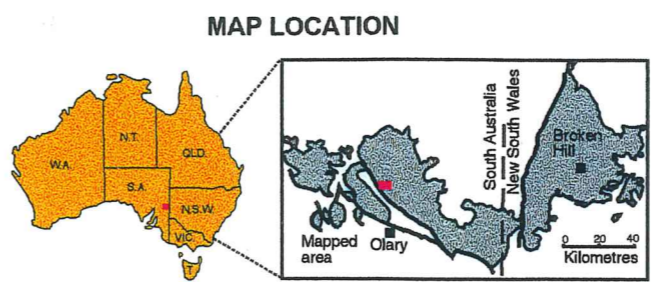 MAP LOCATION
W.A.
N.T.
QLD.
S.A.
N.S.W.
VIC.
T
South Australia
New South Wales
Broken
Hill
Mapped
area
Olary
0 20 40
Kilometres